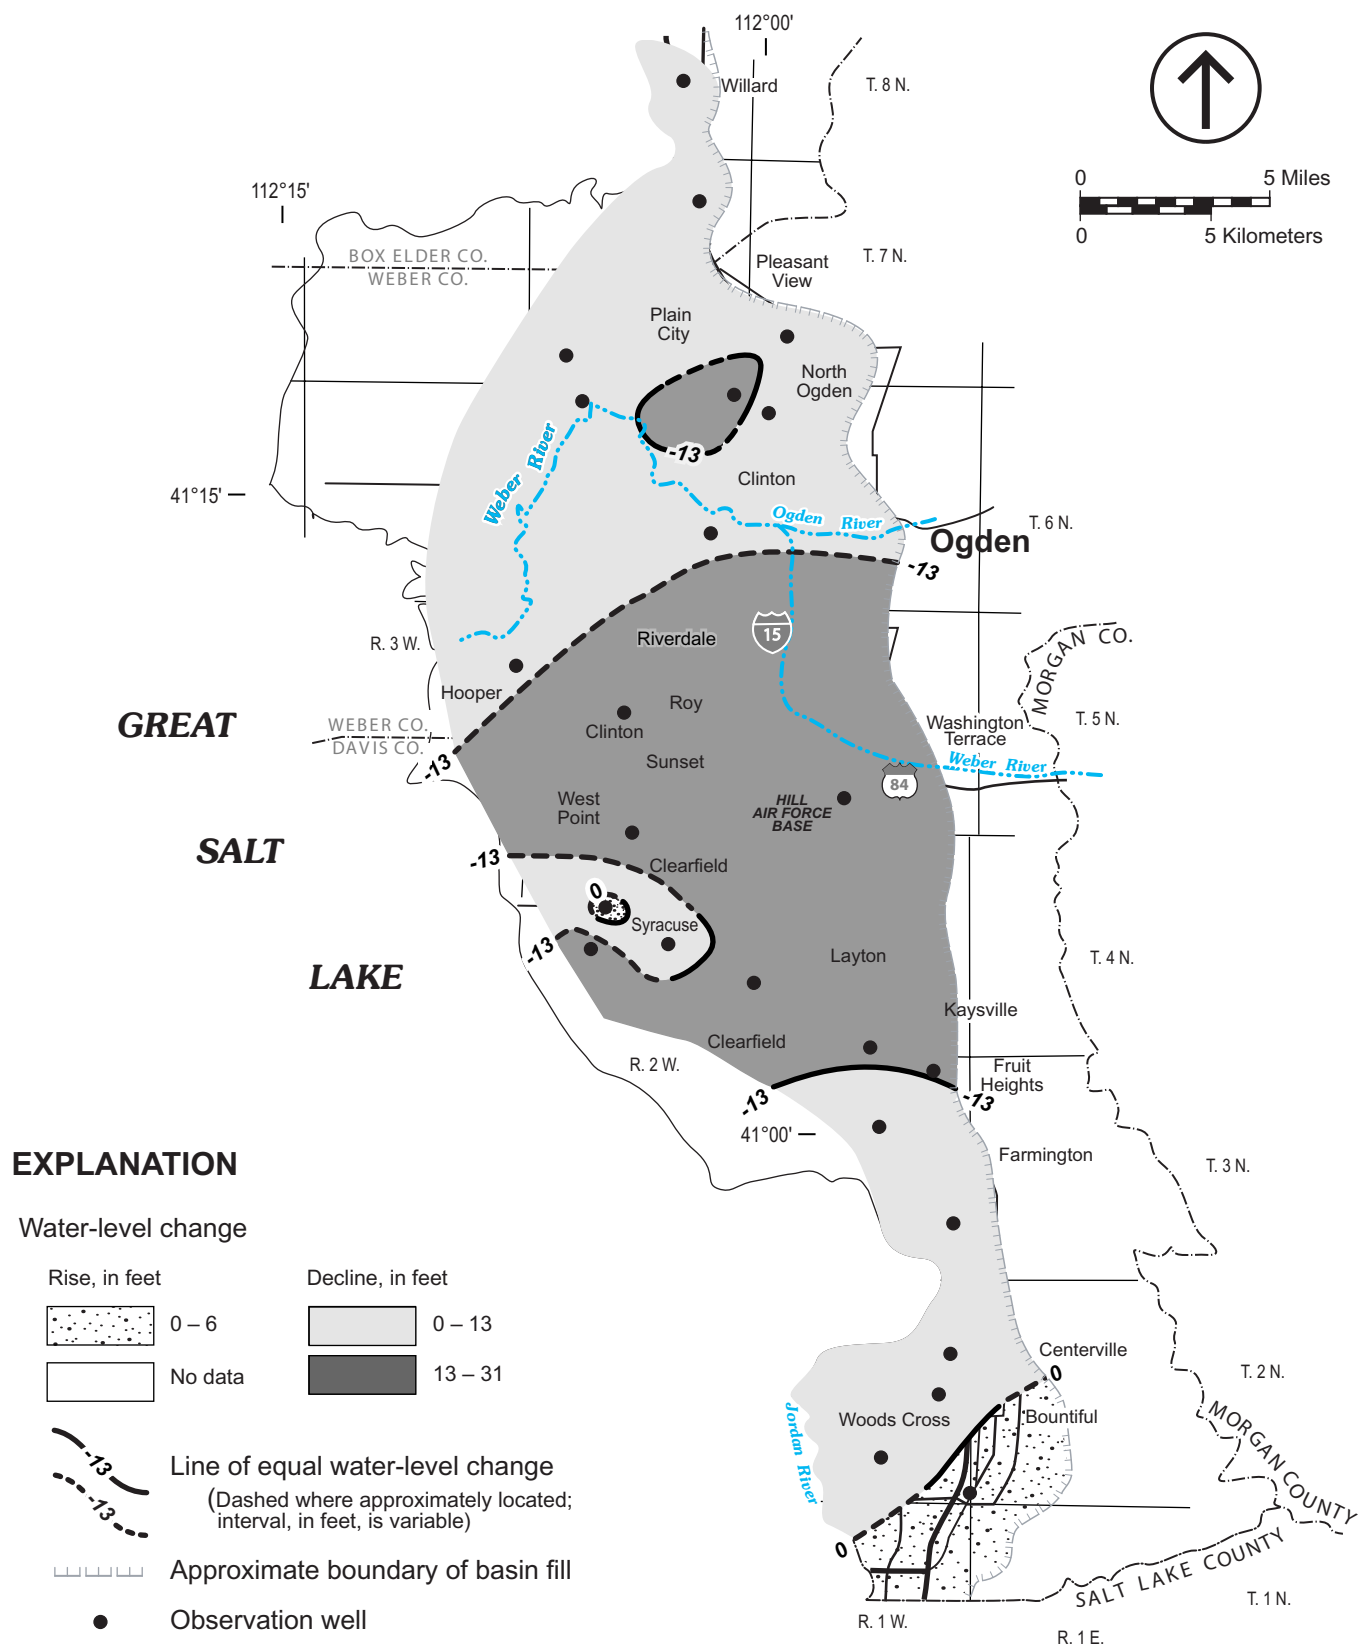 112°00'
Willard
T. 8 N.
0 5 Miles
0 5 Kilometers
112°15'
BOX ELDER CO.
WEBER CO.
Pleasant
View
T. 7 N.
Plain
City
North
Ogden
-13
Weber River
Clinton
41°15'
Ogden River
T. 6 N.
Ogden
-13
15
Riverdale
R. 3 W.
MORGAN CO.
Hooper
Roy
GREAT
WEBER CO.
DAVIS CO.
Clinton
Washington
Terrace
T. 5 N.
-13
Sunset
Weber River
84
West
Point
HILL
AIR FORCE
BASE
SALT
-13
Clearfield
0
Syracuse
-13
LAKE
Layton
T. 4 N.
Kaysville
Clearfield
R. 2 W.
Fruit
Heights
-13
-13
41°00'
Farmington
T. 3 N.
EXPLANATION
Water-level change
Rise, in feet
Decline, in feet
0 – 6
0 – 13
No data
13 – 31
-13
Line of equal water-level change
-13
(Dashed where approximately located;
interval, in feet, is variable)
Approximate boundary of basin fill
Observation well
Centerville
0
T. 2 N.
Jordan River
Woods Cross
Bountiful
MORGAN COUNTY
0
SALT LAKE COUNTY
T. 1 N.
R. 1 W.
R. 1 E.